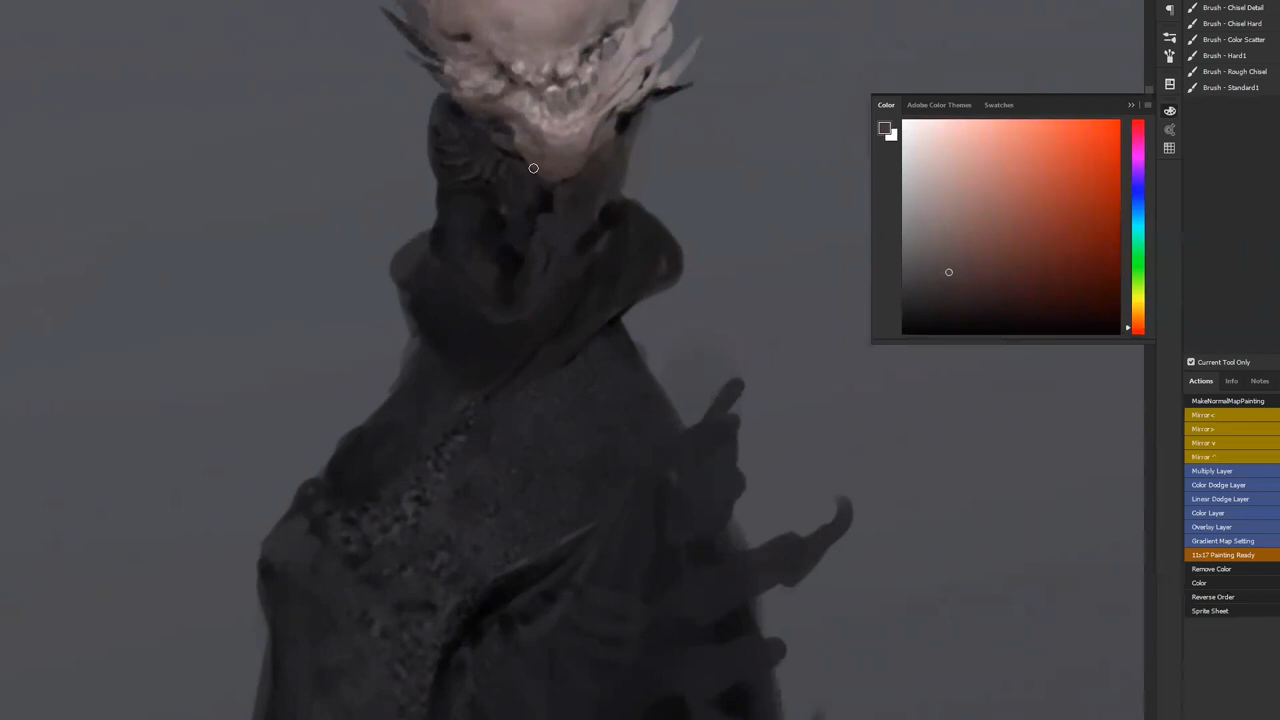 Brush - Chisel Detail
Brush - Chisel Hard
Brush - Color Scatter
Brush - Hard1
Brush - Rough Chisel
Brush - Standard1
Color
Adobe Color Themes
Swatches
Current Tool Only
Actions
Info
Notes
MakeNormalMapPainting
Mirror <
Mirror >
Mirror v
Mirror ^
Multiply Layer
Color Dodge Layer
Linear Dodge Layer
Color Layer
Overlay Layer
Gradient Map Setting
11x17 Painting Ready
Remove Color
Color
Reverse Order
Sprite Sheet